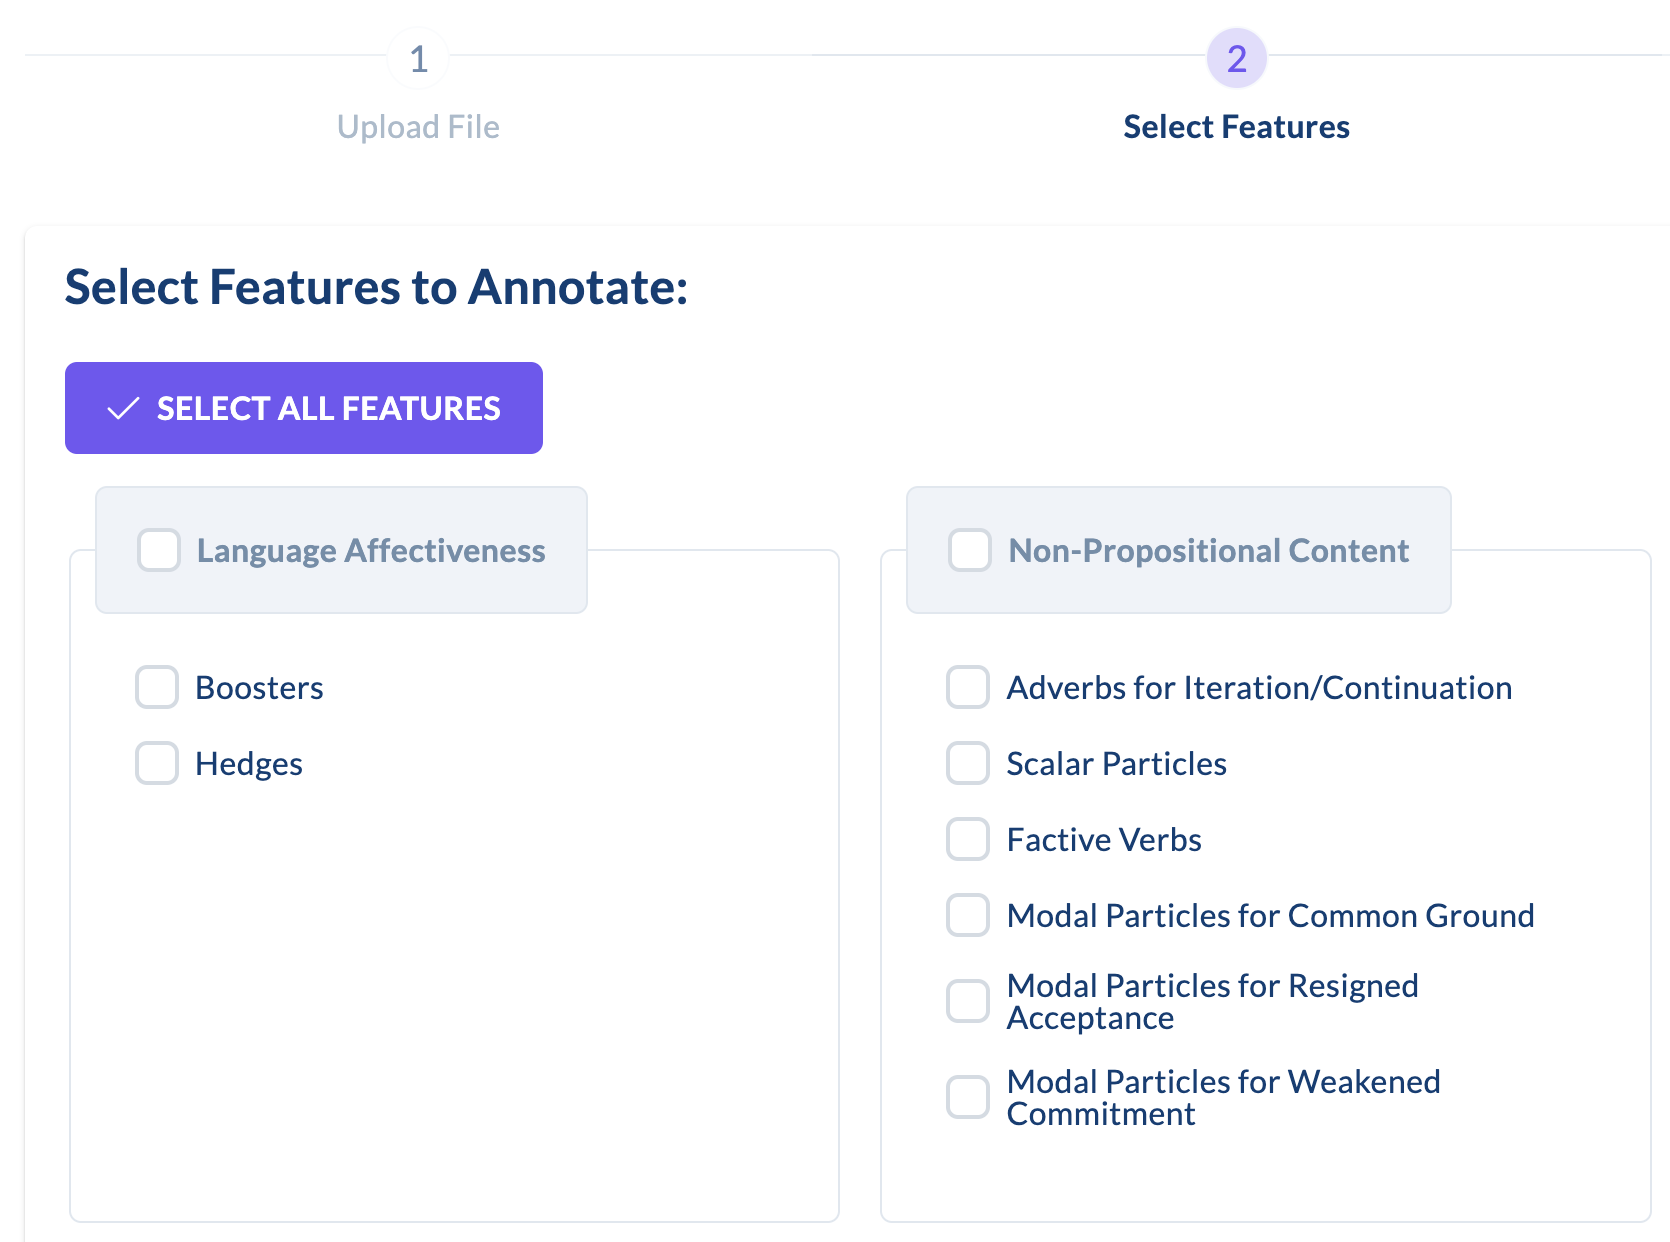 1
Upload File
2
Select Features
Select Features to Annotate:
SELECT ALL FEATURES
Language Affectiveness
Boosters
Hedges
Non-Propositional Content
Adverbs for Iteration/Continuation
Scalar Particles
Factive Verbs
Modal Particles for Common Ground
Modal Particles for Resigned
Acceptance
Modal Particles for Weakened
Commitment